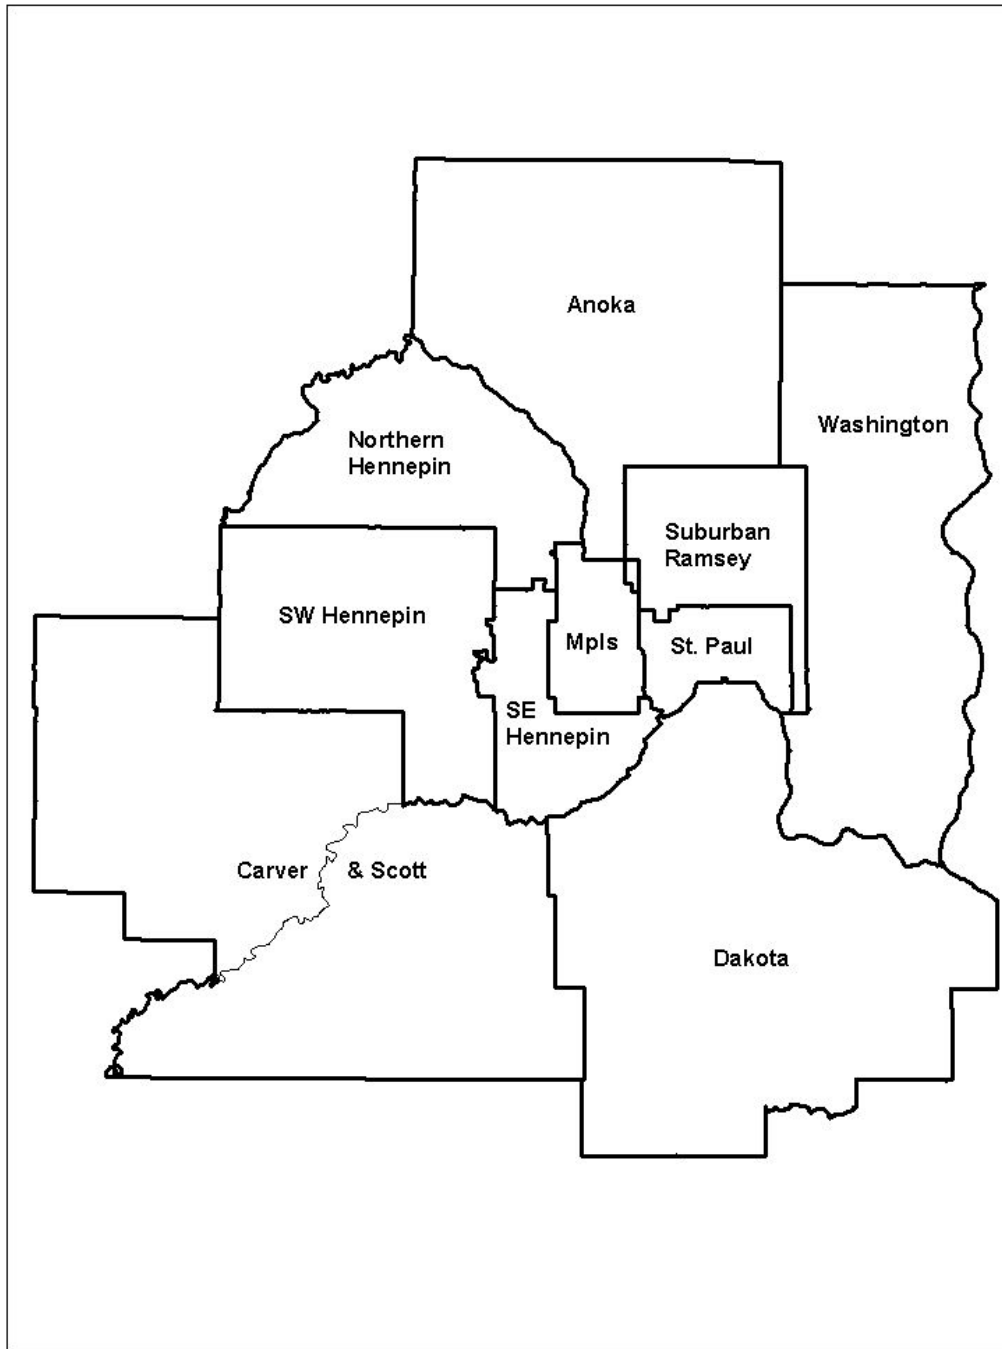 Anoka
Washington
Northern
Hennepin
Suburban
Ramsey
SW Hennepin
Mpls
St. Paul
SE
Hennepin
Carver & Scott
Dakota